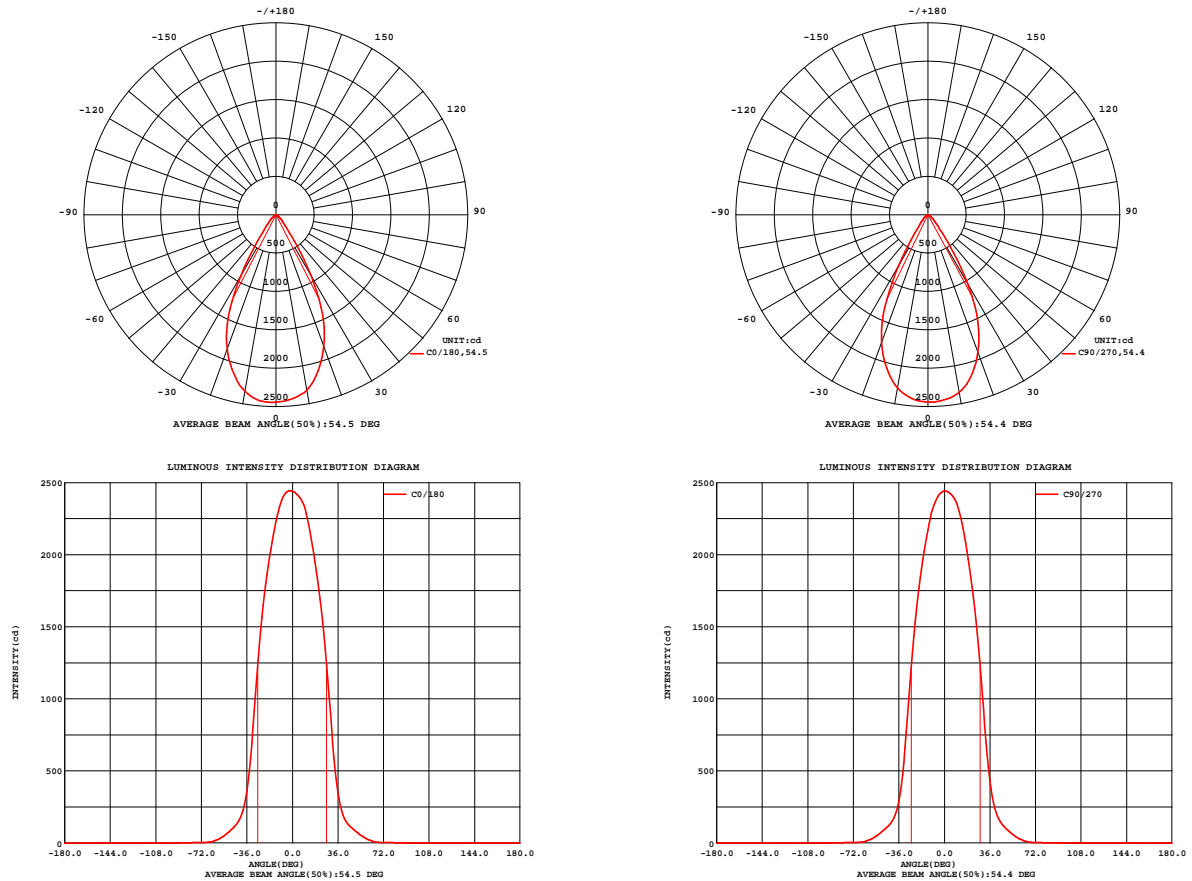 -/+180
-150
150
-120
120
-90
90
-60
60
-30
30
0
0
500
1000
1500
2000
2500
UNIT:cd
C0/180,54.5
AVERAGE BEAM ANGLE(50%):54.5 DEG
-/+180
-150
150
-120
120
-90
90
-60
60
-30
30
0
0
500
1000
1500
2000
2500
UNIT:cd
C90/270,54.4
AVERAGE BEAM ANGLE(50%):54.4 DEG
LUMINOUS INTENSITY DISTRIBUTION DIAGRAM
C0/180
INTENSITY(cd)
2500
2000
1500
1000
500
0
-180.0 -144.0 -108.0 -72.0 -36.0 0.0 36.0 72.0 108.0 144.0 180.0
ANGLE(DEG)
AVERAGE BEAM ANGLE(50%):54.5 DEG
LUMINOUS INTENSITY DISTRIBUTION DIAGRAM
C90/270
INTENSITY(cd)
2500
2000
1500
1000
500
0
-180.0 -144.0 -108.0 -72.0 -36.0 0.0 36.0 72.0 108.0 144.0 180.0
ANGLE(DEG)
AVERAGE BEAM ANGLE(50%):54.4 DEG